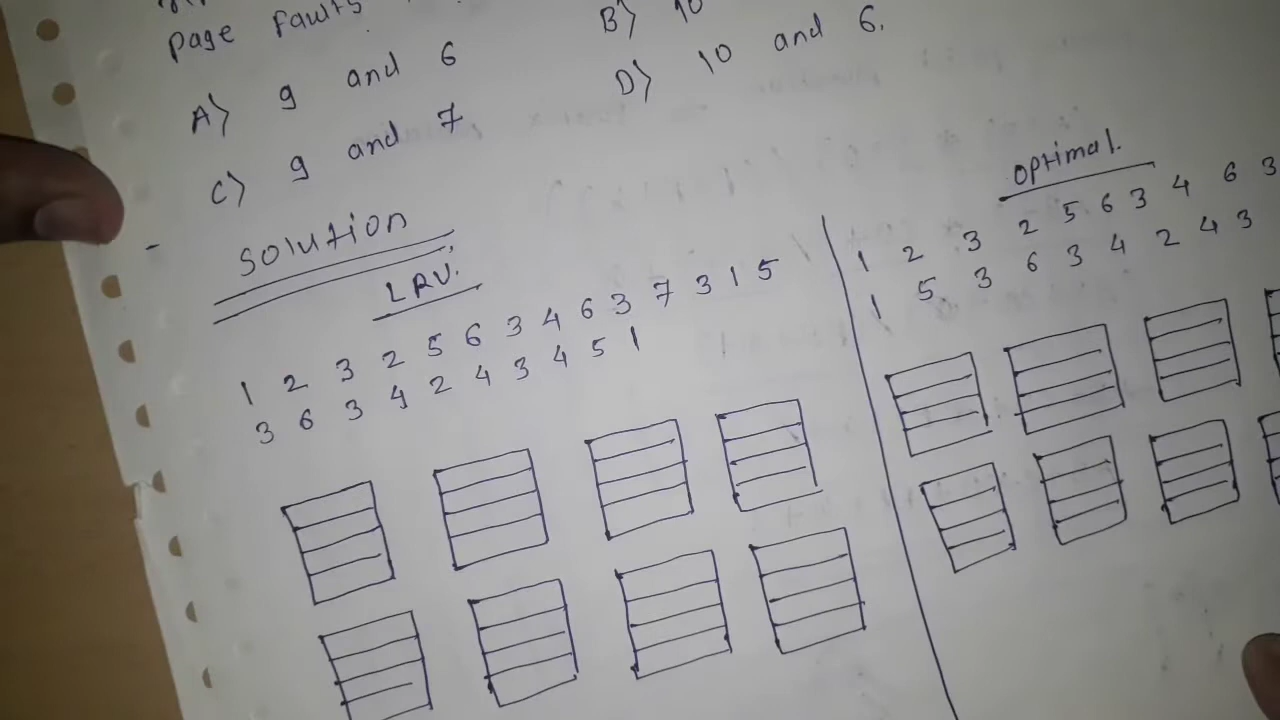 page faults
A) 9 and 6
B) 10
C) 9 and 7
D) 10 and 6.
Solution
LRU.
1 2 3 2 5 6 3 4 6 3 7 3 1 5
3 6 3 4 2 4 3 4 5 1
optimal.
1 2 3 2 5 6 3 4 6 3
1 5 3 6 3 4 2 4 3